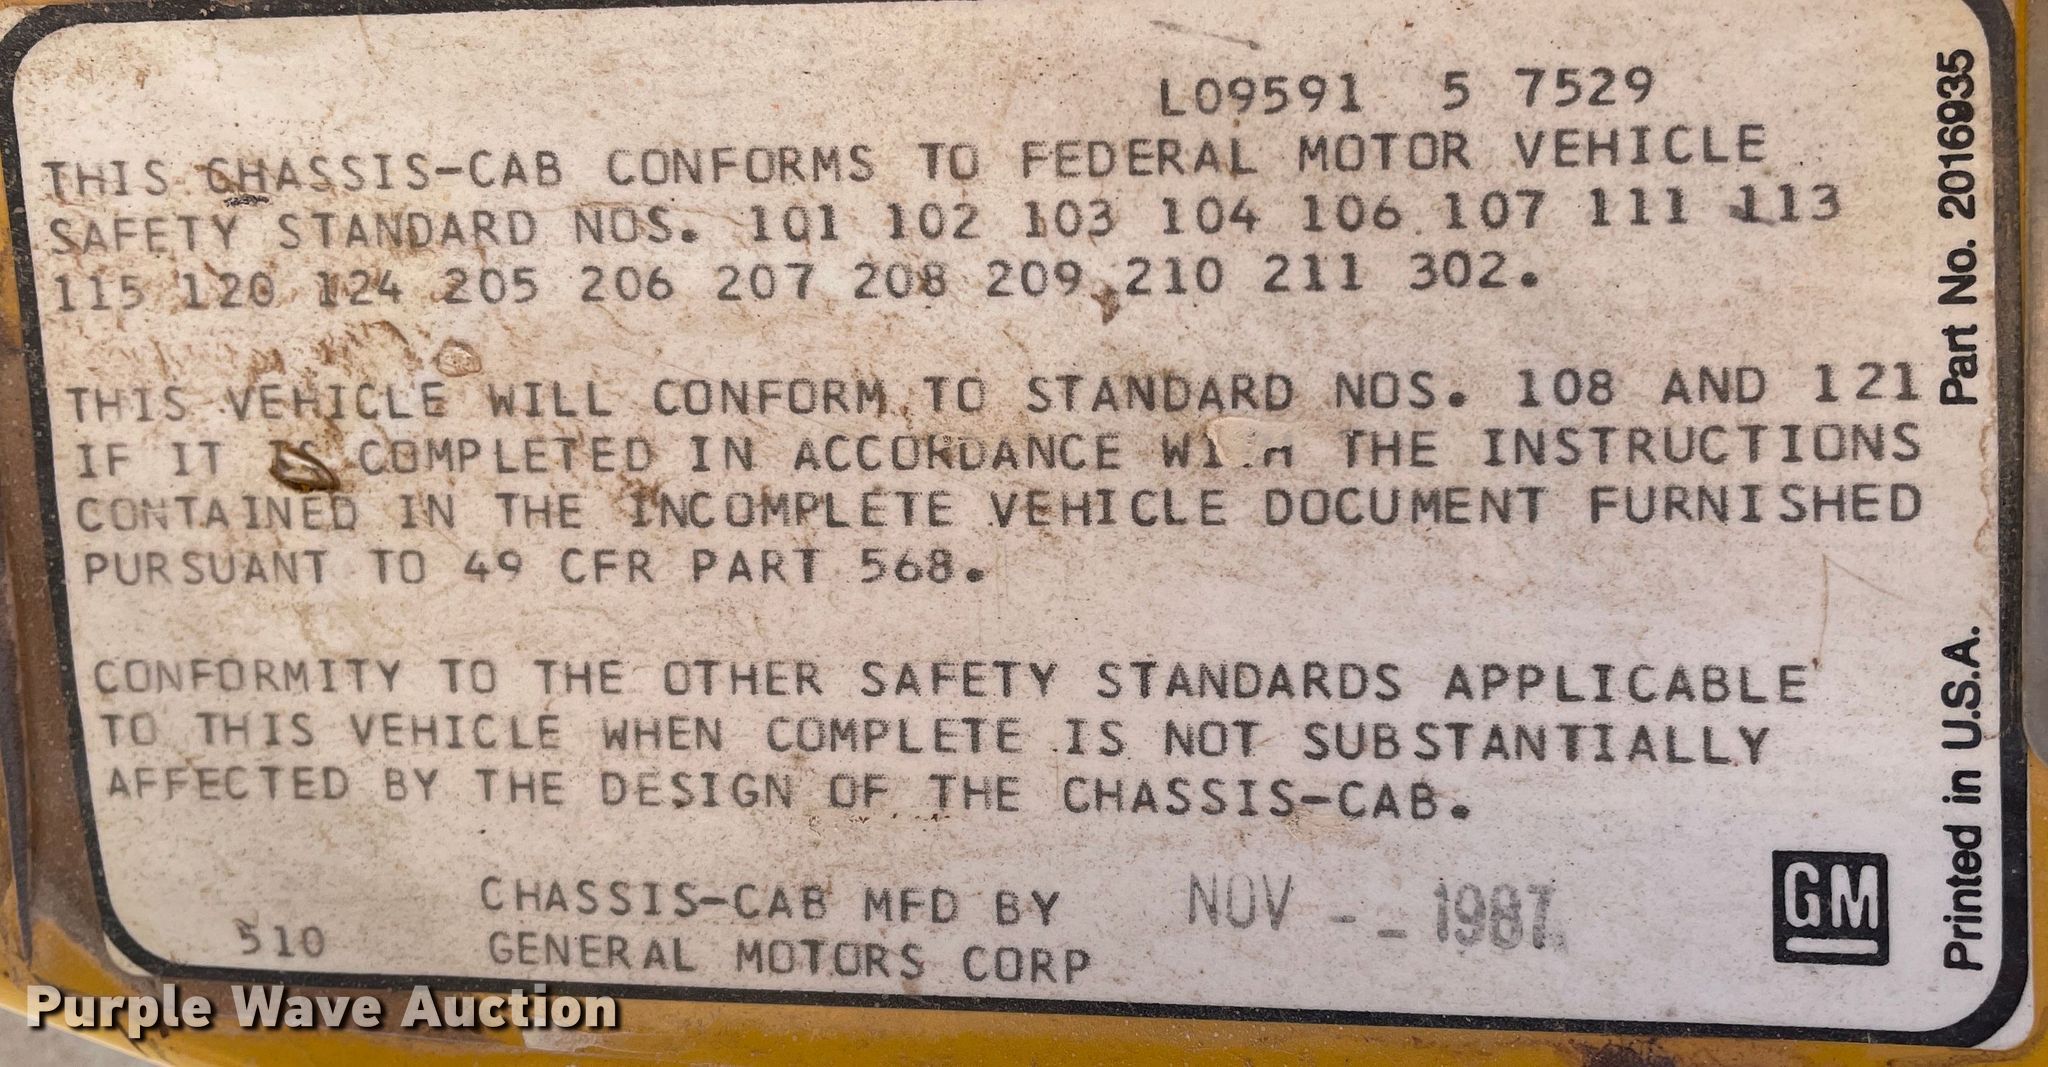 L09591 5 7529
THIS CHASSIS-CAB CONFORMS TO FEDERAL MOTOR VEHICLE
SAFETY STANDARD NOS. 101 102 103 104 106 107 111 113
115 120 124 205 206 207 208 209 210 211 302.
THIS VEHICLE WILL CONFORM TO STANDARD NOS. 108 AND 121
IF IT IS COMPLETED IN ACCORDANCE WITH THE INSTRUCTIONS
CONTAINED IN THE INCOMPLETE VEHICLE DOCUMENT FURNISHED
PURSUANT TO 49 CFR PART 568.
CONFORMITY TO THE OTHER SAFETY STANDARDS APPLICABLE
TO THIS VEHICLE WHEN COMPLETE IS NOT SUBSTANTIALLY
AFFECTED BY THE DESIGN OF THE CHASSIS-CAB.
CHASSIS-CAB MFD BY NOV - - 1987
510 GENERAL MOTORS CORP
GM
Printed in U.S.A. Part No. 2016935
Purple Wave Auction